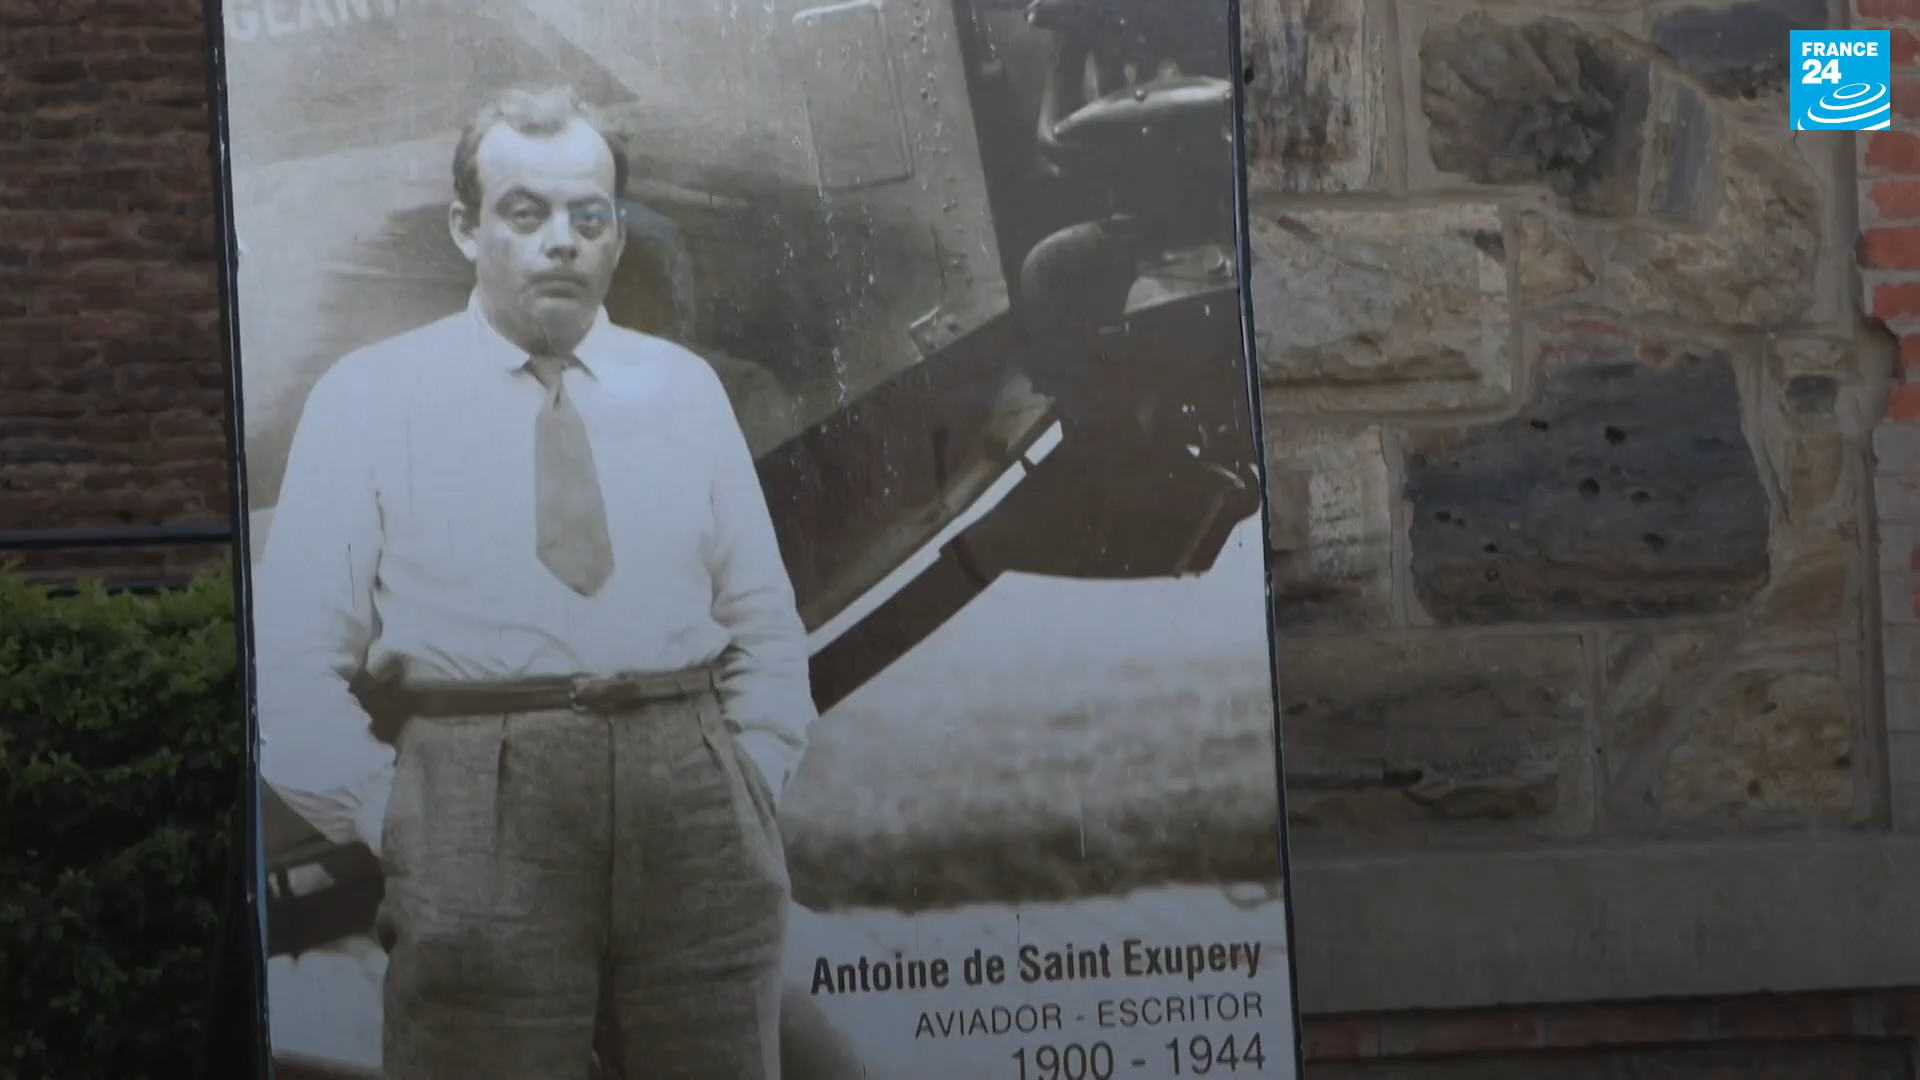 FRANCE
24
Antoine de Saint Exupery
AVIADOR - ESCRITOR
1900 - 1944